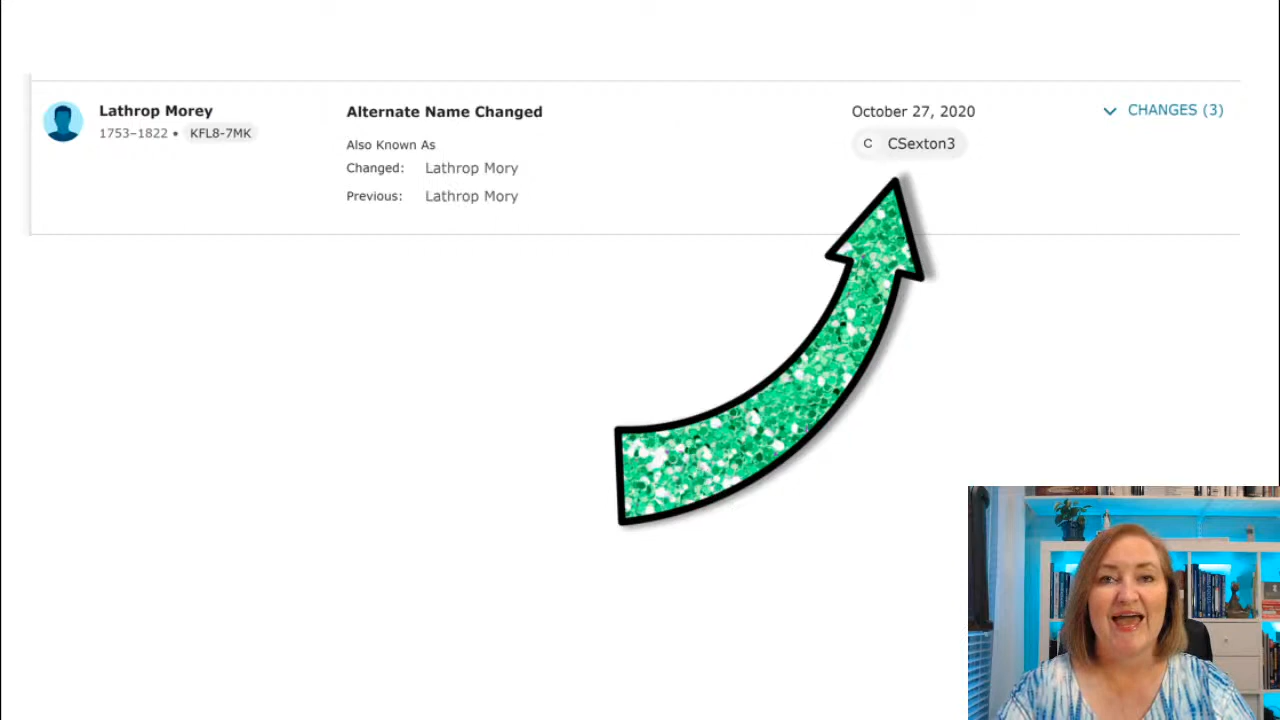 Lathrop Morey
1753–1822 • KFL8-7MK
Alternate Name Changed
Also Known As
Changed: Lathrop Mory
Previous: Lathrop Mory
October 27, 2020
C CSexton3
CHANGES (3)